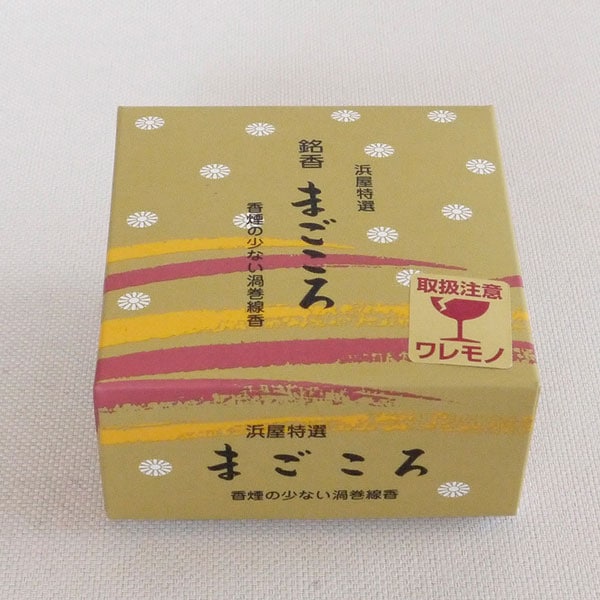 浜屋特選
銘香 まごころ
香煙の少ない渦巻線香
取扱注意
ワレモノ
浜屋特選
まごころ
香煙の少ない渦巻線香